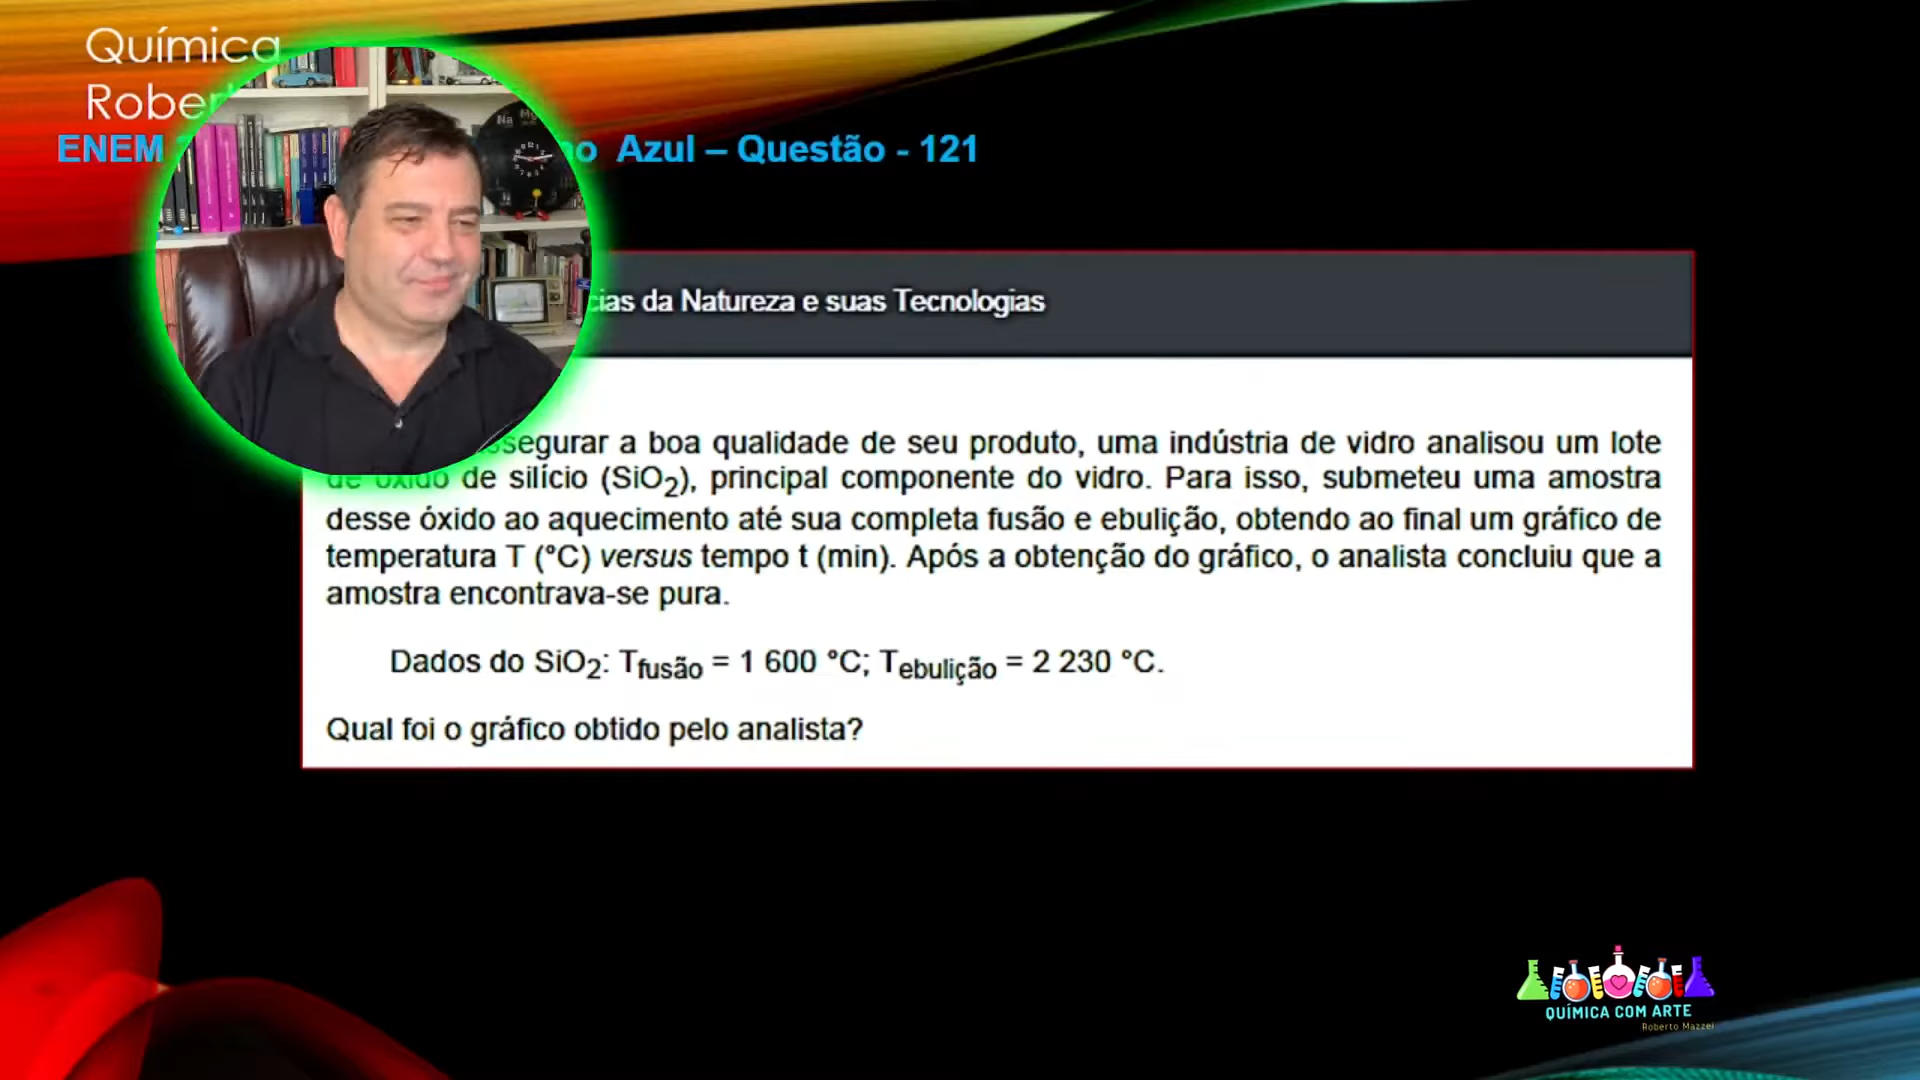 Química
ENEM
Azul – Questão - 121
da Natureza e suas Tecnologias
a boa qualidade de seu produto, uma indústria de vidro analisou um lote
de óxido de silício (SiO2), principal componente do vidro. Para isso, submeteu uma amostra
desse óxido ao aquecimento até sua completa fusão e ebulição, obtendo ao final um gráfico de
temperatura T (°C) versus tempo t (min). Após a obtenção do gráfico, o analista concluiu que a
amostra encontrava-se pura.
Dados do SiO2: Tfusão = 1 600 °C; Tebulição = 2 230 °C.
Qual foi o gráfico obtido pelo analista?
Na Mg
QUÍMICA COM ARTE
Roberto Mazzei